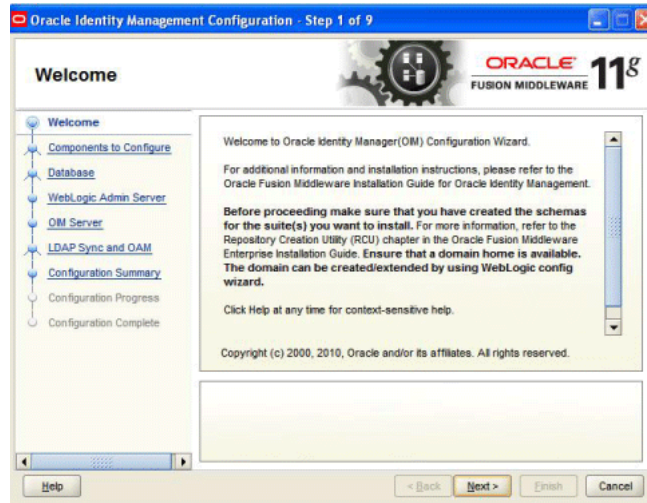 Oracle Identity Management Configuration - Step 1 of 9
Welcome
ORACLE
FUSION MIDDLEWARE 11g
Welcome
Components to Configure
Database
WebLogic Admin Server
OIM Server
LDAP Sync and OAM
Configuration Summary
Configuration Progress
Configuration Complete
Welcome to Oracle Identity Manager(OIM) Configuration Wizard.
For additional information and installation instructions, please refer to the
Oracle Fusion Middleware Installation Guide for Oracle Identity Management.
Before proceeding make sure that you have created the schemas
for the suite(s) you want to install. For more information, refer to the
Repository Creation Utility (RCU) chapter in the Oracle Fusion Middleware
Enterprise Installation Guide. Ensure that a domain home is available.
The domain can be created/extended by using WebLogic config
wizard.
Click Help at any time for context-sensitive help.
Copyright (c) 2000, 2010, Oracle and/or its affiliates. All rights reserved.
Help
< Back
Next >
Finish
Cancel